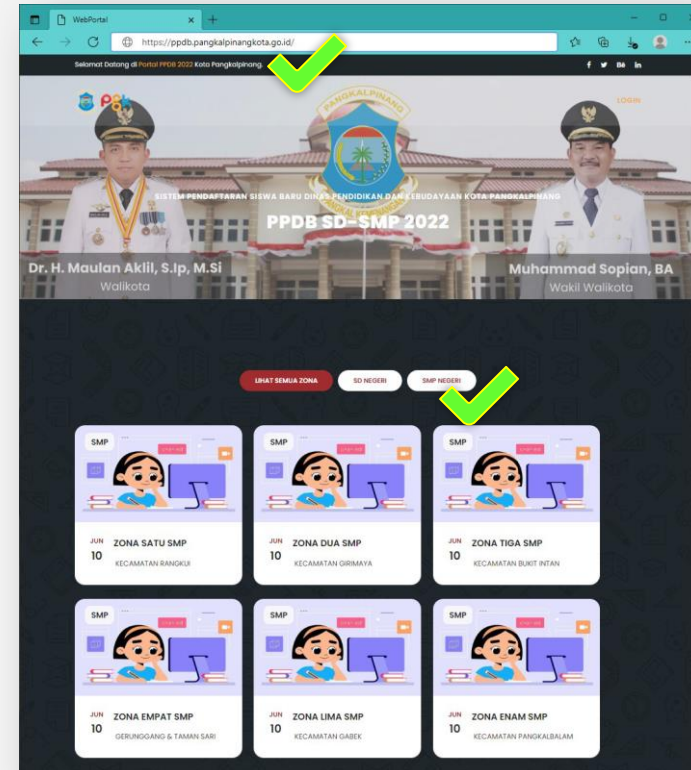 WebPortal
https://ppdb.pangkalpinangkota.go.id/
Selamat Datang di Portal PPDB 2022 Kota Pangkalpinang.
f Bé in
PANGKALPINANG
LOGIN
SISTEM PENDAFTARAN SISWA BARU DINAS PENDIDIKAN DAN KEBUDAYAAN KOTA PANGKALPINANG
PPDB SD-SMP 2022
Dr. H. Maulan Aklil, S.Ip, M.Si
Walikota
Muhammad Sopian, BA
Wakil Walikota
LIHAT SEMUA ZONA
SD NEGERI
SMP NEGERI
SMP
SMP
SMP
JUN
10
ZONA SATU SMP
KECAMATAN RANGKUI
JUN
10
ZONA DUA SMP
KECAMATAN GIRIMAYA
JUN
10
ZONA TIGA SMP
KECAMATAN BUKIT INTAN
SMP
SMP
SMP
JUN
10
ZONA EMPAT SMP
GERUNGGANG & TAMAN SARI
JUN
10
ZONA LIMA SMP
KECAMATAN GABEK
JUN
10
ZONA ENAM SMP
KECAMATAN PANGKALBALAM